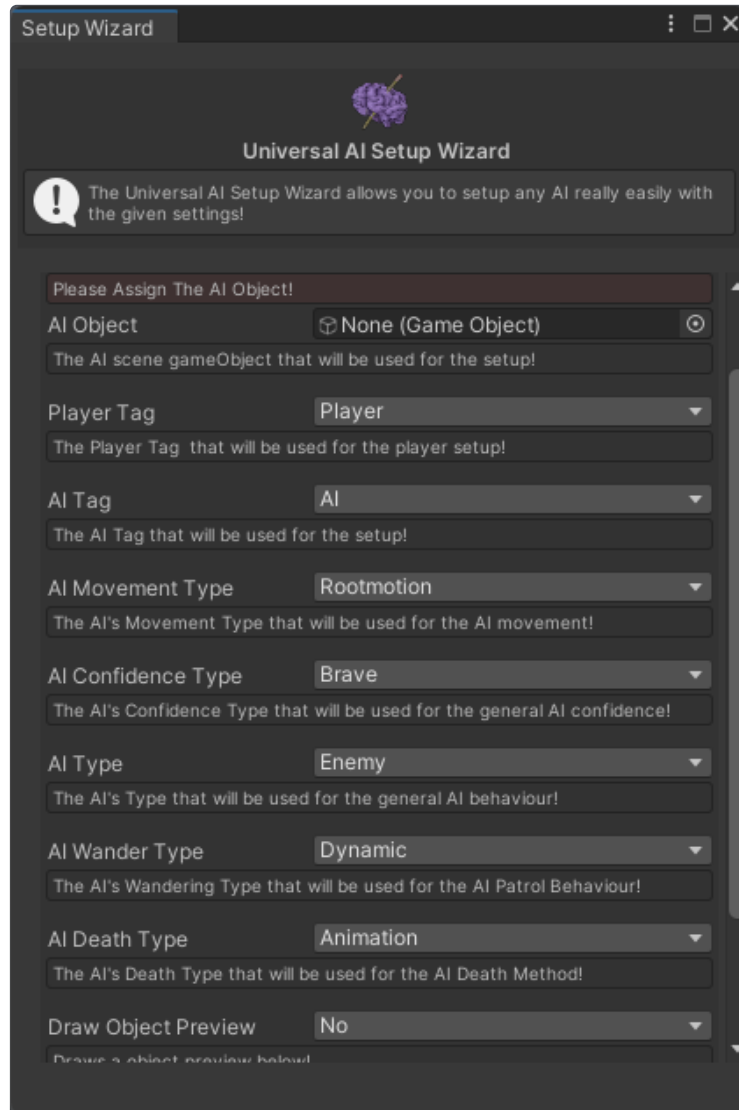 Setup Wizard
Universal AI Setup Wizard
The Universal AI Setup Wizard allows you to setup any AI really easily with
the given settings!
Please Assign The AI Object!
AI Object None (Game Object)
The AI scene gameObject that will be used for the setup!
Player Tag Player
The Player Tag  that will be used for the player setup!
AI Tag AI
The AI Tag that will be used for the setup!
AI Movement Type Rootmotion
The AI's Movement Type that will be used for the AI movement!
AI Confidence Type Brave
The AI's Confidence Type that will be used for the general AI confidence!
AI Type Enemy
The AI's Type that will be used for the general AI behaviour!
AI Wander Type Dynamic
The AI's Wandering Type that will be used for the AI Patrol Behaviour!
AI Death Type Animation
The AI's Death Type that will be used for the AI Death Method!
Draw Object Preview No
Draws a object preview below!